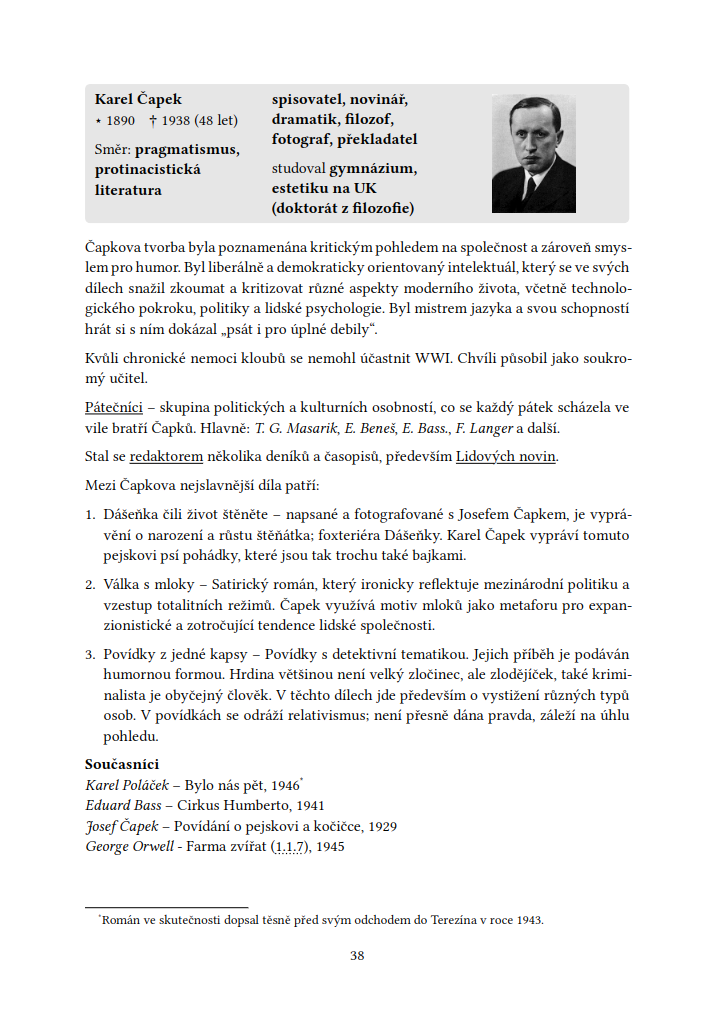 Karel Čapek
⋆ 1890 † 1938 (48 let)
Směr: pragmatismus,
protinacistická
literatura
spisovatel, novinář,
dramatik, filozof,
fotograf, překladatel
studoval gymnázium,
estetiku na UK
(doktorát z filozofie)
Čapkova tvorba byla poznamenána kritickým pohledem na společnost a zároveň smys-
lem pro humor. Byl liberálně a demokraticky orientovaný intelektuál, který se ve svých
dílech snažil zkoumat a kritizovat různé aspekty moderního života, včetně technolo-
gického pokroku, politiky a lidské psychologie. Byl mistrem jazyka a svou schopností
hrát si s ním dokázal „psát i pro úplné debily“.
Kvůli chronické nemoci kloubů se nemohl účastnit WWI. Chvíli působil jako soukro-
mý učitel.
Pátečníci – skupina politických a kulturních osobností, co se každý pátek scházela ve
vile bratří Čapků. Hlavně: T. G. Masarik, E. Beneš, E. Bass., F. Langer a další.
Stal se redaktorem několika deníků a časopisů, především Lidových novin.
Mezi Čapkova nejslavnější díla patří:
1. Dášeňka čili život štěněte – napsané a fotografované s Josefem Čapkem, je vyprá-
vění o narození a růstu štěňátka; foxteriéra Dášeňky. Karel Čapek vypráví tomuto
pejskovi psí pohádky, které jsou tak trochu také bajkami.
2. Válka s mloky – Satirický román, který ironicky reflektuje mezinárodní politiku a
vzestup totalitních režimů. Čapek využívá motiv mloků jako metaforu pro expan-
zionistické a zotročující tendence lidské společnosti.
3. Povídky z jedné kapsy – Povídky s detektivní tematikou. Jejich příběh je podáván
humornou formou. Hrdina většinou není velký zločinec, ale zlodějíček, také krimi-
nalista je obyčejný člověk. V těchto dílech jde především o vystižení různých typů
osob. V povídkách se odráží relativismus; není přesně dána pravda, záleží na úhlu
pohledu.
Současníci
Karel Poláček – Bylo nás pět, 1946*
Eduard Bass – Cirkus Humberto, 1941
Josef Čapek – Povídání o pejskovi a kočičce, 1929
George Orwell - Farma zvířat (1.1.7), 1945
*Román ve skutečnosti dopsal těsně před svým odchodem do Terezína v roce 1943.
38